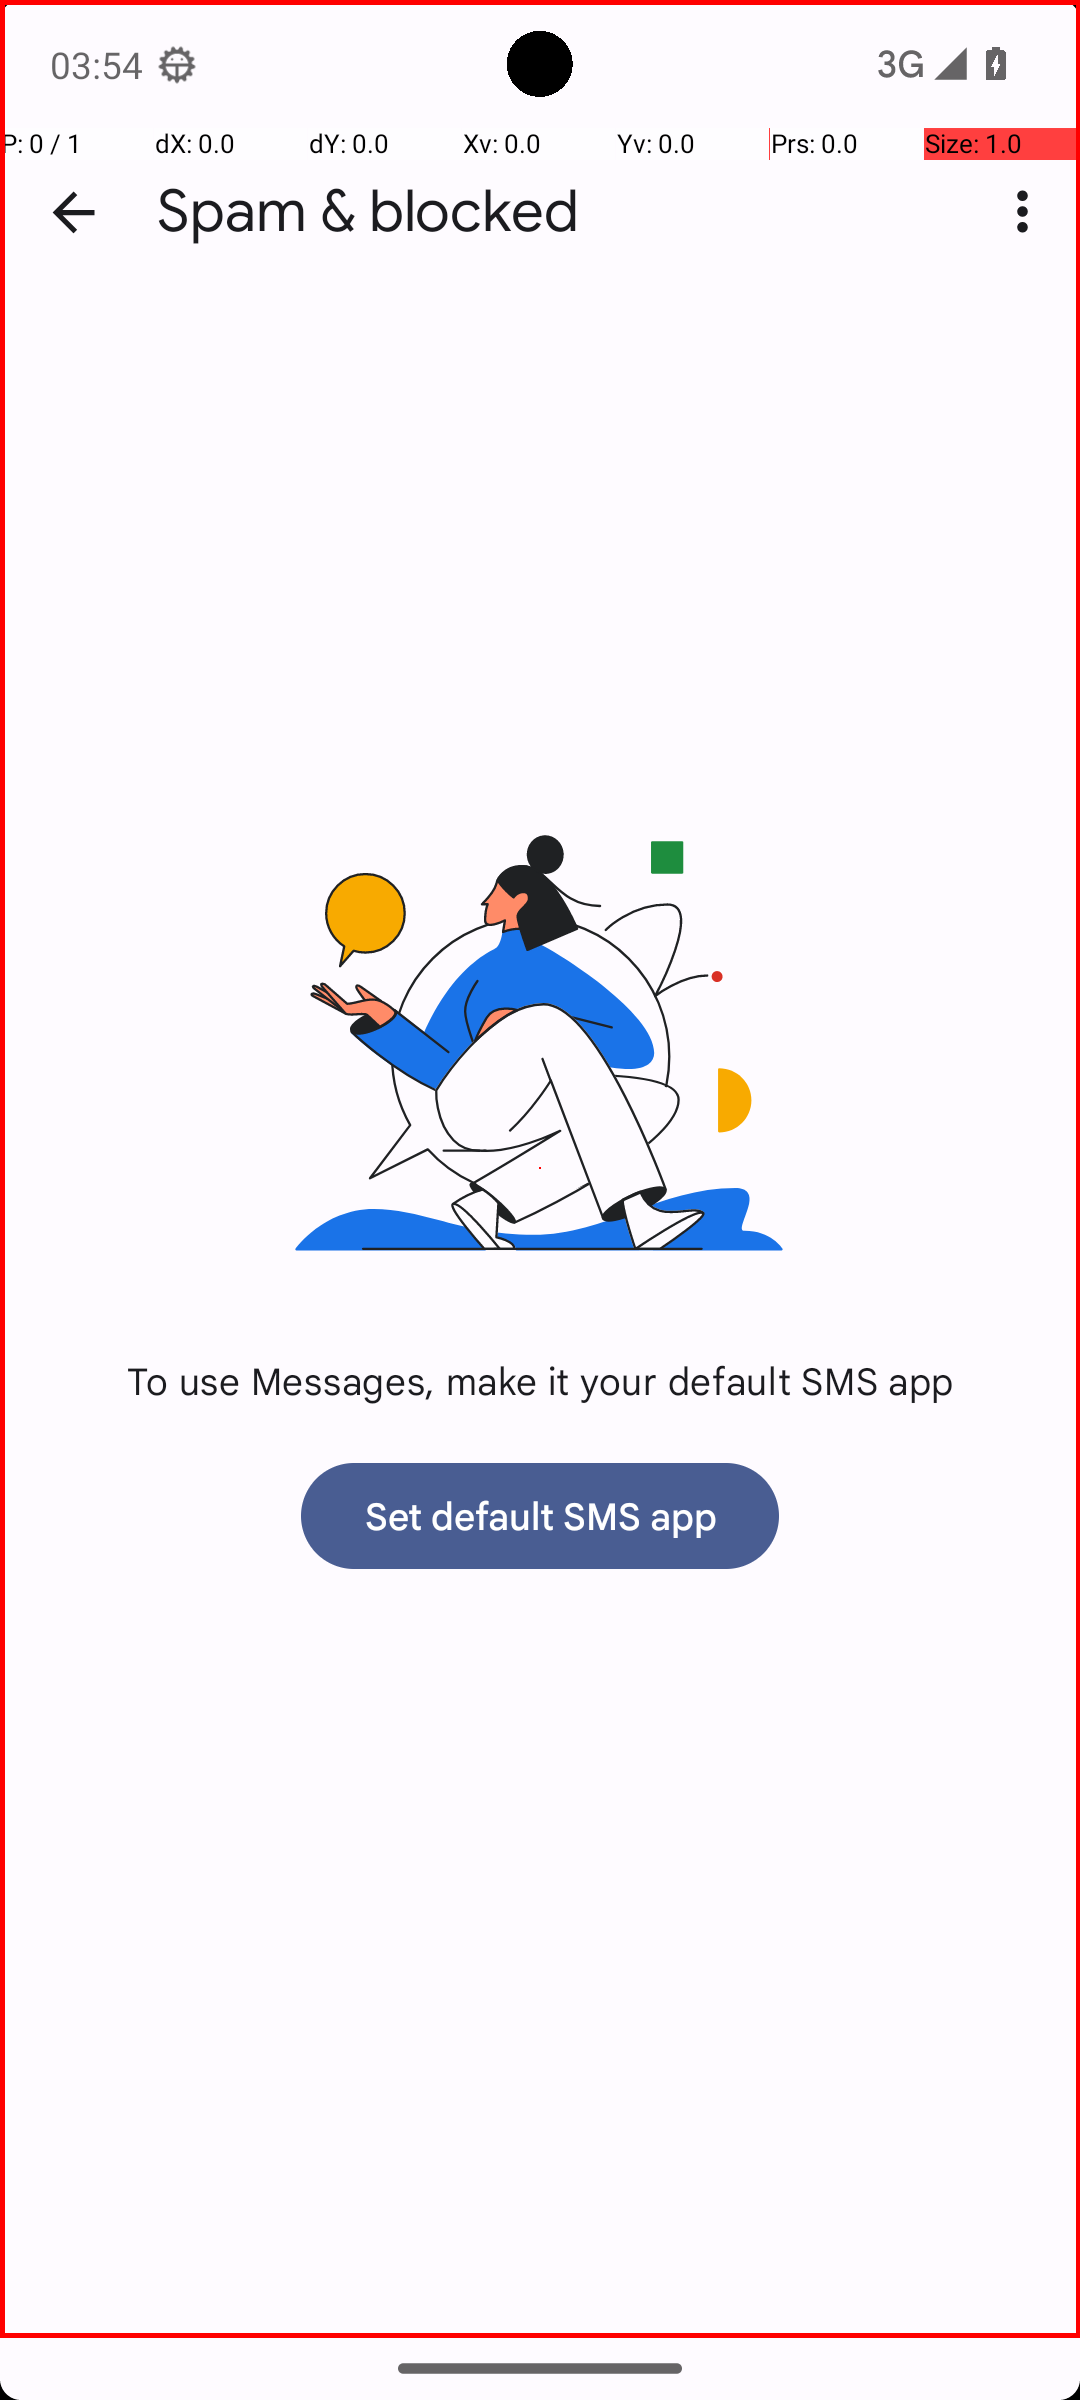 03:54 3G
P: 0 / 1 dX: 0.0 dY: 0.0 Xv: 0.0 Yv: 0.0 Prs: 0.0 Size: 1.0
Spam & blocked
To use Messages, make it your default SMS app
Set default SMS app